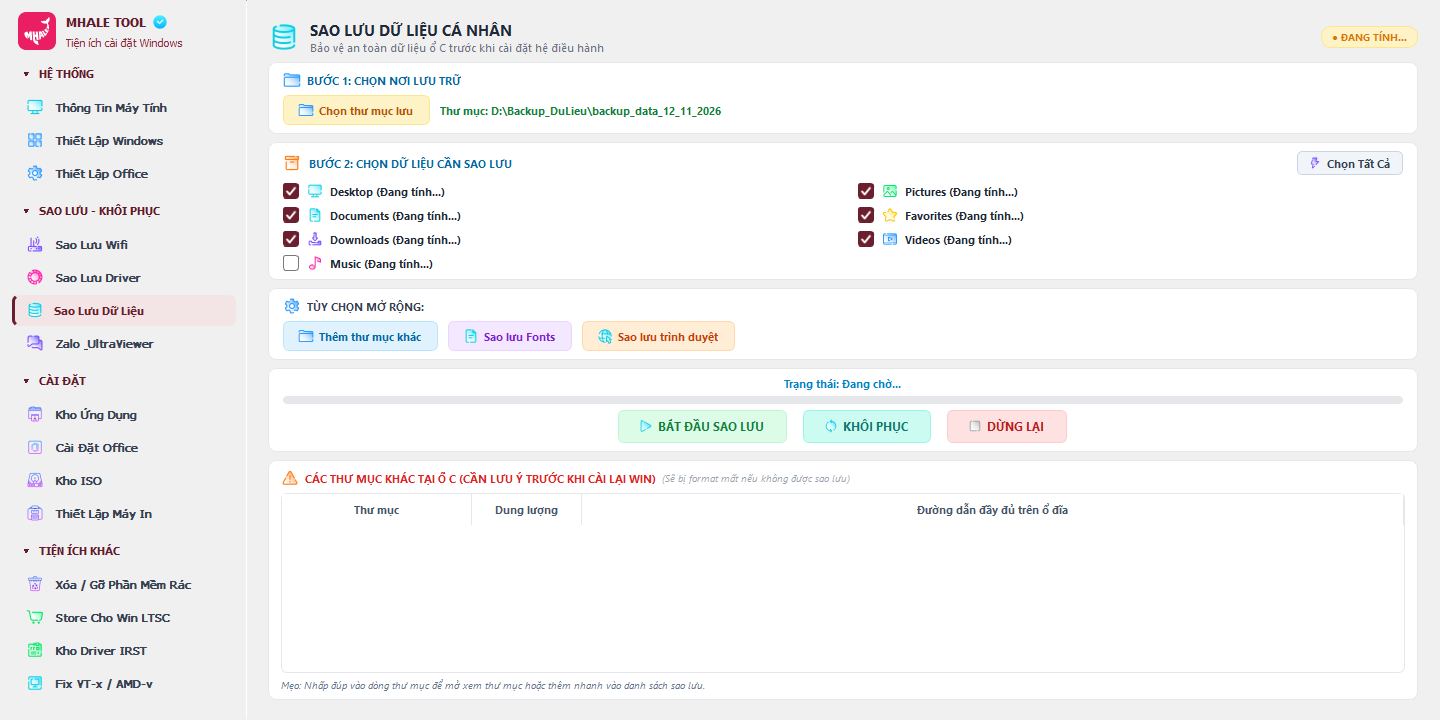 MHALE TOOL
Tiện ích cài đặt Windows
HỆ THỐNG
Thông Tin Máy Tính
Thiết Lập Windows
Thiết Lập Office
SAO LƯU - KHÔI PHỤC
Sao Lưu Wifi
Sao Lưu Driver
Sao Lưu Dữ Liệu
Zalo _UltraViewer
CÀI ĐẶT
Kho Ứng Dụng
Cài Đặt Office
Kho ISO
Thiết Lập Máy In
TIỆN ÍCH KHÁC
Xóa / Gỡ Phần Mềm Rác
Store Cho Win LTSC
Kho Driver IRST
Fix VT-x / AMD-v
SAO LƯU DỮ LIỆU CÁ NHÂN
Bảo vệ an toàn dữ liệu ổ C trước khi cài đặt hệ điều hành
● ĐANG TÍNH...
BƯỚC 1: CHỌN NƠI LƯU TRỮ
Chọn thư mục lưu
Thư mục: D:\Backup_DuLieu\backup_data_12_11_2026
BƯỚC 2: CHỌN DỮ LIỆU CẦN SAO LƯU
Chọn Tất Cả
Desktop (Đang tính...)
Pictures (Đang tính...)
Documents (Đang tính...)
Favorites (Đang tính...)
Downloads (Đang tính...)
Videos (Đang tính...)
Music (Đang tính...)
TÙY CHỌN MỞ RỘNG:
Thêm thư mục khác
Sao lưu Fonts
Sao lưu trình duyệt
Trạng thái: Đang chờ...
BẮT ĐẦU SAO LƯU
KHÔI PHỤC
DỪNG LẠI
CÁC THƯ MỤC KHÁC TẠI Ổ C (CẦN LƯU Ý TRƯỚC KHI CÀI LẠI WIN) (Sẽ bị format mất nếu không được sao lưu)
Thư mục
Dung lượng
Đường dẫn đầy đủ trên ổ đĩa
Mẹo: Nhấp đúp vào dòng thư mục để mở xem thư mục hoặc thêm nhanh vào danh sách sao lưu.